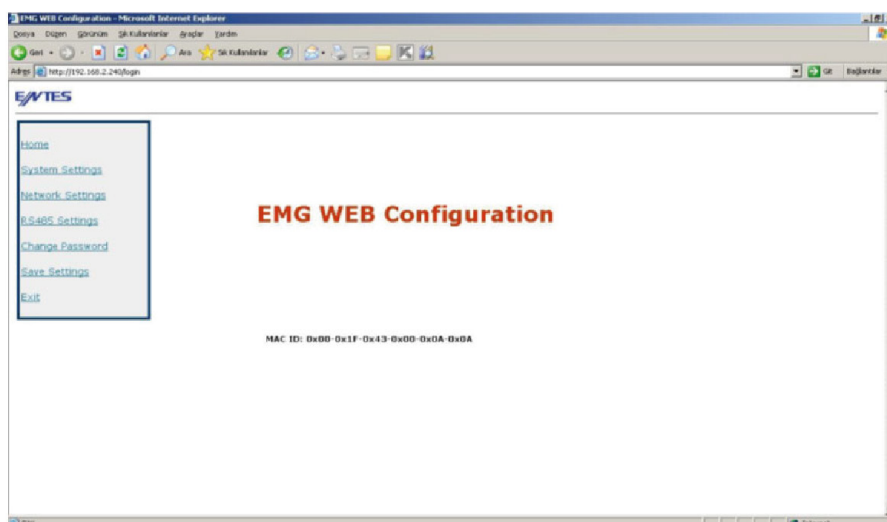 EMG WEB Configuration - Microsoft Internet Explorer
Dosya Düzen Görünüm Sık Kullanılanlar Araçlar Yardım
Geri Ara Sık Kullanılanlar
Adres http://192.168.2.240/login Git Bağlantılar
ENTES
Home
System Settings
Network Settings
RS485 Settings
Change Password
Save Settings
Exit
EMG WEB Configuration
MAC ID: 0x00-0x1F-0x43-0x00-0x0A-0x0A